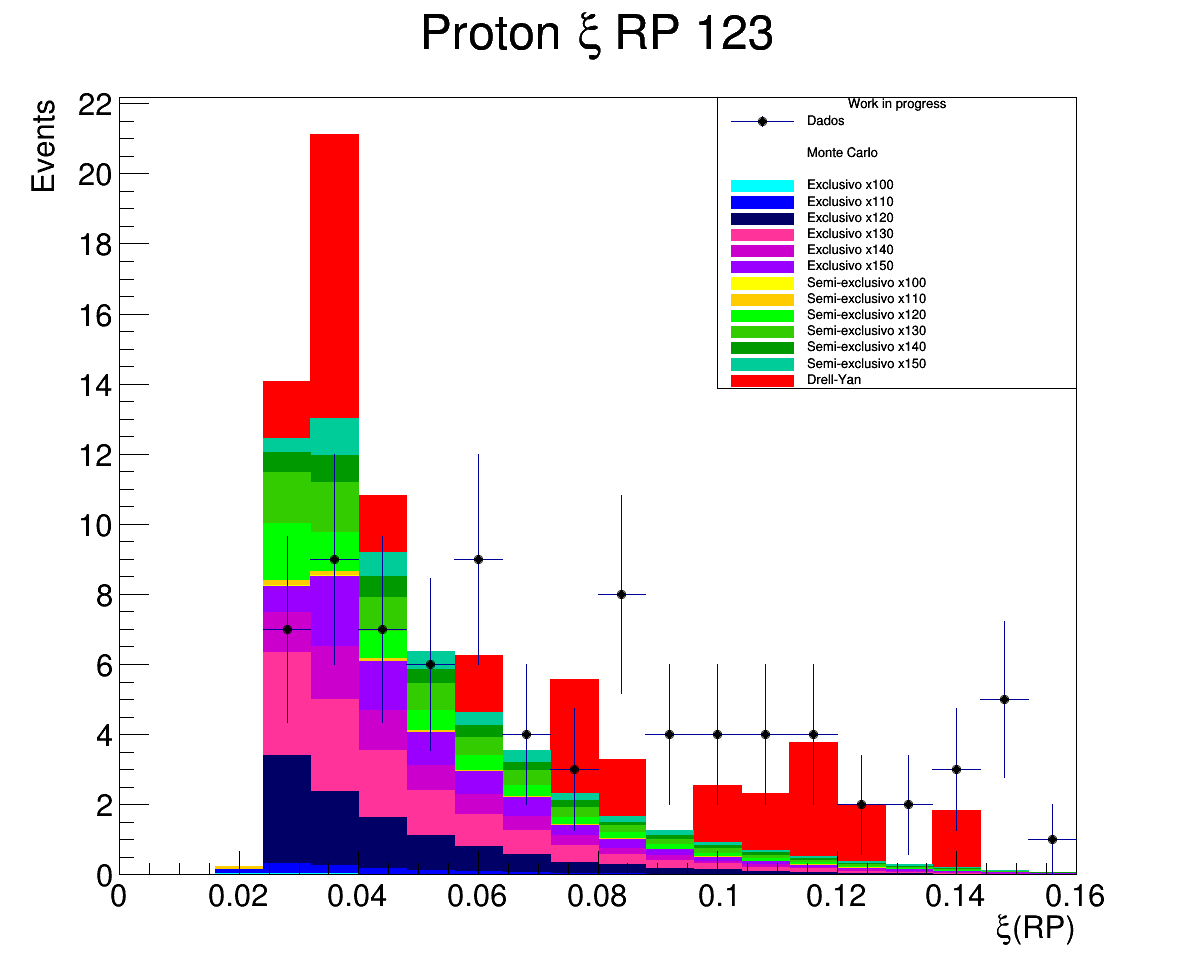 Proton ξ RP 123
Events
22
20
18
16
14
12
10
8
6
4
2
0
Work in progress
Dados
Monte Carlo
Exclusivo x100
Exclusivo x110
Exclusivo x120
Exclusivo x130
Exclusivo x140
Exclusivo x150
Semi-exclusivo x100
Semi-exclusivo x110
Semi-exclusivo x120
Semi-exclusivo x130
Semi-exclusivo x140
Semi-exclusivo x150
Drell-Yan
0 0.02 0.04 0.06 0.08 0.1 0.12 0.14 0.16
ξ(RP)